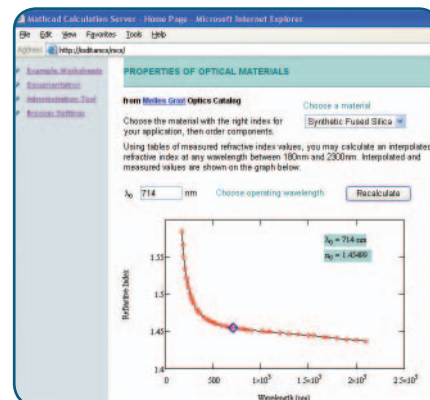 Mathcad Calculation Server - Home Page - Microsoft Internet Explorer
File Edit View Favorites Tools Help
Address
Example Worksheets
Documentation
Administration Tool
PROPERTIES OF OPTICAL MATERIALS
from Melles Griot Optics Catalog
Choose a material
Choose the material with the right index for
your application, then order components.
Synthetic Fused Silica
Using tables of measured refractive index values, you may calculate an interpolated
refractive index at any wavelength between 180nm and 2300nm. Interpolated and
measured values are shown on the graph below.
λ₀ 714 nm Choose operating wavelength Recalculate
λ₀ = 714 nm
n₀ = 1.45499
1.55
1.5
1.45
1.4
Refractive Index
0 500 1×10³ 1.5×10³ 2×10³ 2.5×10³
Wavelength (nm)